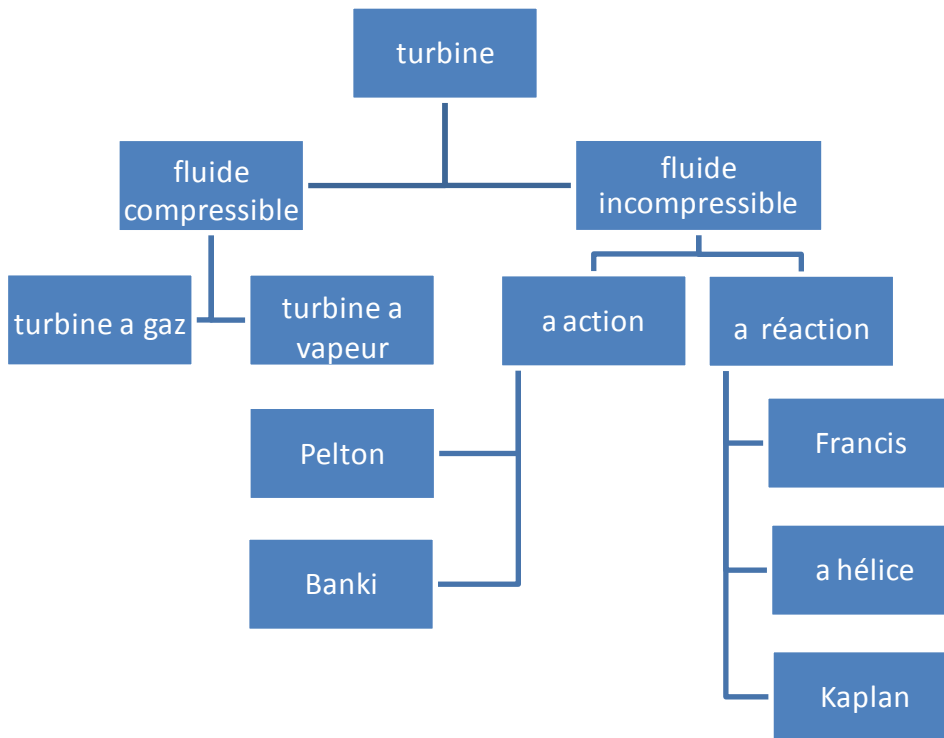 turbine
fluide
compressible
fluide
incompressible
turbine a gaz
turbine a
vapeur
a action
a réaction
Pelton
Francis
Banki
a hélice
Kaplan